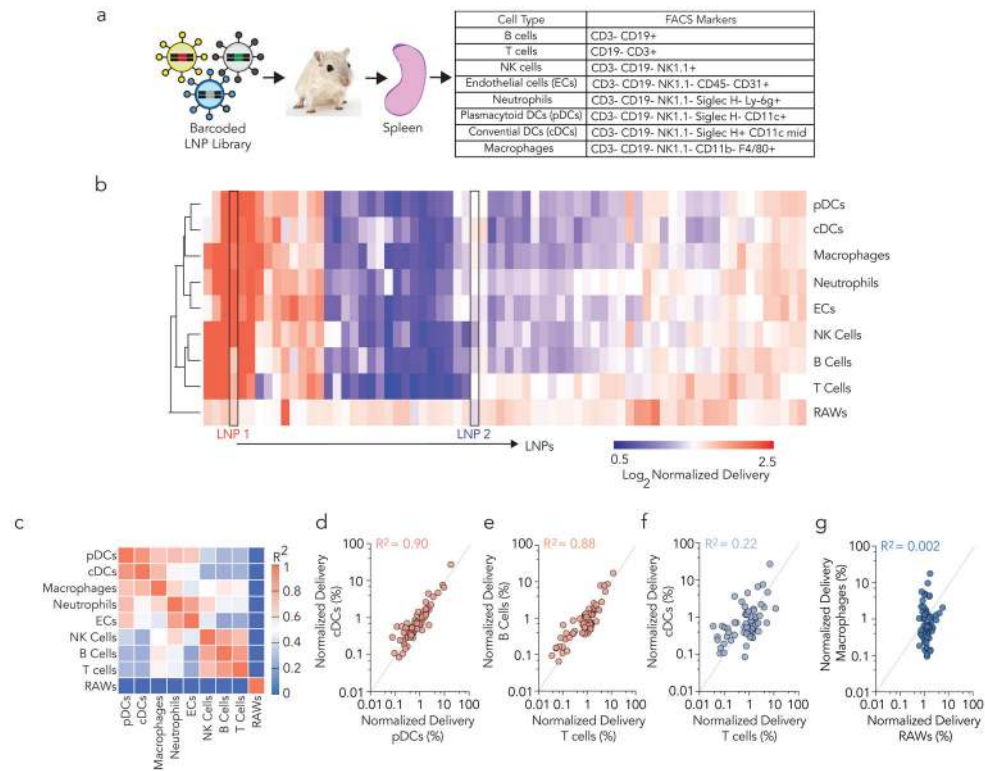 a
Barcoded
LNP Library
Spleen
Cell Type FACS Markers
B cells CD3- CD19+
T cells CD19- CD3+
NK cells CD3- CD19- NK1.1+
Endothelial cells (ECs) CD3- CD19- NK1.1- CD45- CD31+
Neutrophils CD3- CD19- NK1.1- Siglec H- Ly-6g+
Plasmacytoid DCs (pDCs) CD3- CD19- NK1.1- Siglec H- CD11c+
Convential DCs (cDCs) CD3- CD19- NK1.1- Siglec H+ CD11c mid
Macrophages CD3- CD19- NK1.1- CD11b- F4/80+
b
pDCs
cDCs
Macrophages
Neutrophils
ECs
NK Cells
B Cells
T Cells
RAWs
LNP 1
LNP 2
LNPs
0.5 2.5
Log2 Normalized Delivery
c
pDCs
cDCs
Macrophages
Neutrophils
ECs
NK Cells
B Cells
T cells
RAWs
pDCs
cDCs
Macrophages
Neutrophils
ECs
NK Cells
B Cells
T Cells
RAWs
R2
1
0.8
0.6
0.4
0.2
0
d
R2= 0.90
Normalized Delivery
cDCs (%)
100
10
1
0.1
0.01
0.01 0.1 1 10 100
Normalized Delivery
pDCs (%)
e
R2= 0.88
Normalized Delivery
B Cells (%)
100
10
1
0.1
0.01
0.01 0.1 1 10 100
Normalized Delivery
T cells (%)
f
R2= 0.22
Normalized Delivery
cDCs (%)
100
10
1
0.1
0.01
0.01 0.1 1 10 100
Normalized Delivery
T cells (%)
g
R2= 0.002
Normalized Delivery
Macrophages (%)
100
10
1
0.1
0.01
0.01 0.1 1 10 100
Normalized Delivery
RAWs (%)